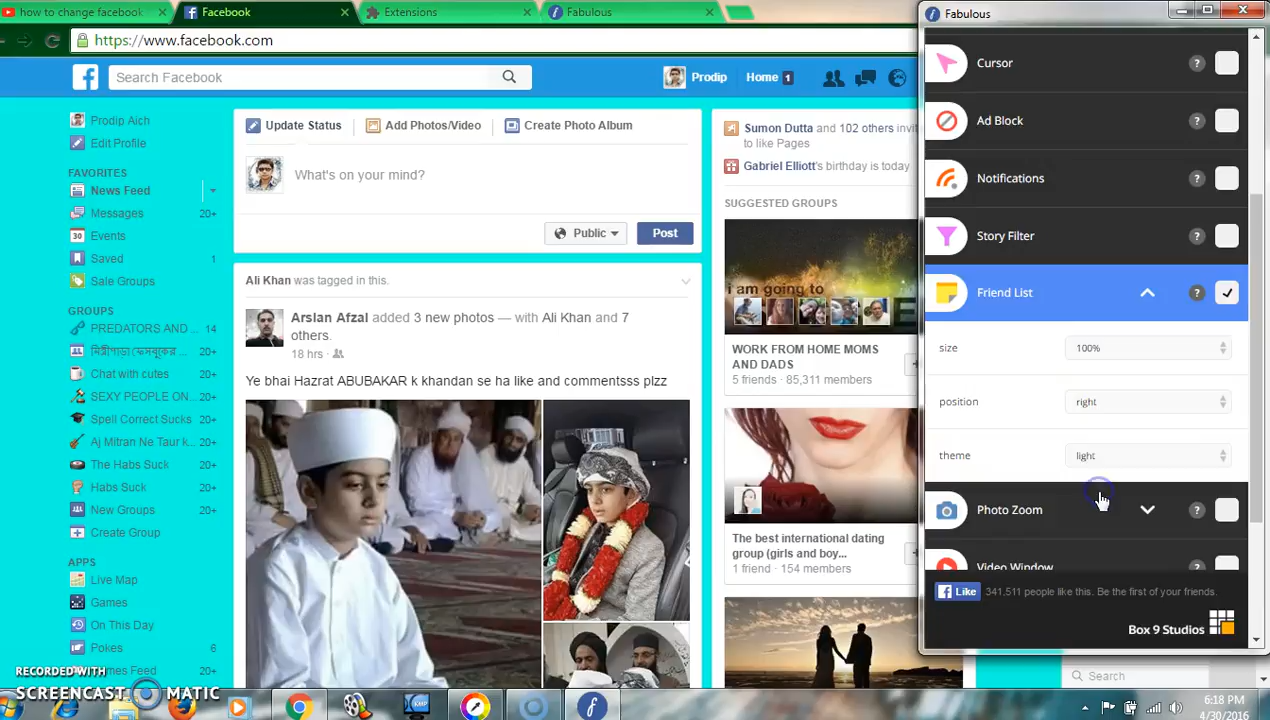 how to change facebook
Facebook
Extensions
Fabulous
https://www.facebook.com
Search Facebook
Prodip
Home 1
Prodip Aich
Edit Profile
FAVORITES
News Feed
Messages 20+
30 Events
Saved 1
Sale Groups
GROUPS
PREDATORS AND ... 14
20+
Chat with cutes 20+
SEXY PEOPLE ON... 20+
Spell Correct Sucks 20+
Aj Mitran Ne Taur k... 20+
The Habs Suck 20+
Habs Suck 20+
New Groups 20+
Create Group
APPS
Live Map
Games
On This Day
Pokes 6
Games Feed 20+
Update Status
Add Photos/Video
Create Photo Album
What's on your mind?
Public
Post
Ali Khan was tagged in this.
Arslan Afzal added 3 new photos — with Ali Khan and 7
others.
18 hrs
Ye bhai Hazrat ABUBAKAR k khandan se ha like and commentsss plzz
Sumon Dutta and 102 others invi
to like Pages
Gabriel Elliott's birthday is today
SUGGESTED GROUPS
i am going to
WORK FROM HOME MOMS
AND DADS
5 friends · 85,311 members
The best international dating
group (girls and boy...
1 friend · 154 members
Fabulous
Cursor ?
Ad Block ?
Notifications ?
Story Filter ?
Friend List ?
size 100%
position right
theme light
Photo Zoom ?
Video Window ?
Like 341.511 people like this. Be the first of your friends.
Box 9 Studios
Search
RECORDED WITH
SCREENCAST MATIC
6:18 PM
4/30/2016